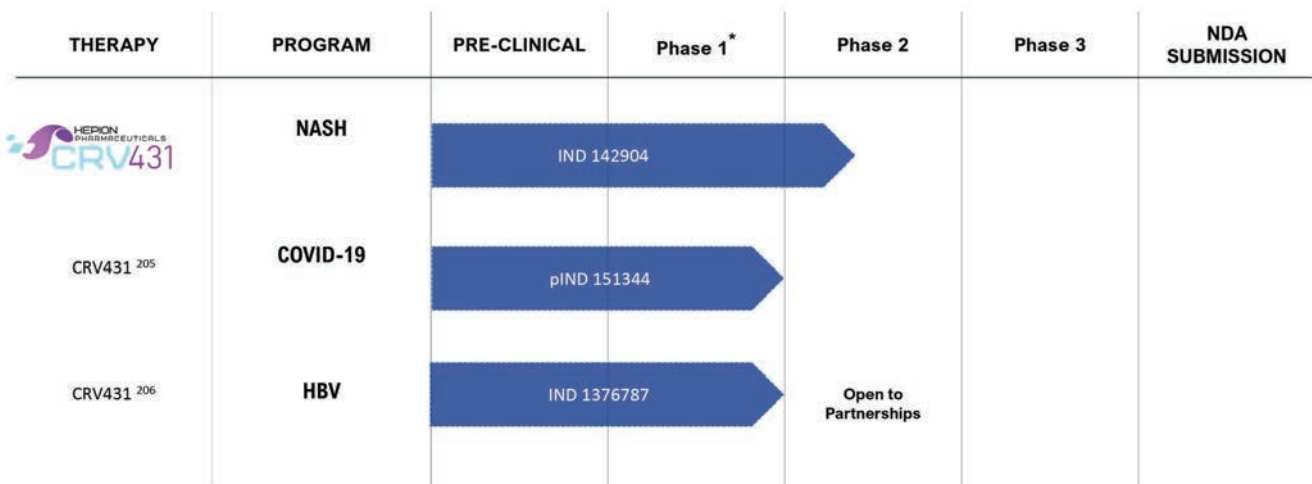 THERAPY PROGRAM PRE-CLINICAL Phase 1* Phase 2 Phase 3 NDA SUBMISSION
HEPION
PHARMACEUTICALS
CRV431
NASH
IND 142904
CRV431 205
COVID-19
pIND 151344
CRV431 206
HBV
IND 1376787
Open to
Partnerships